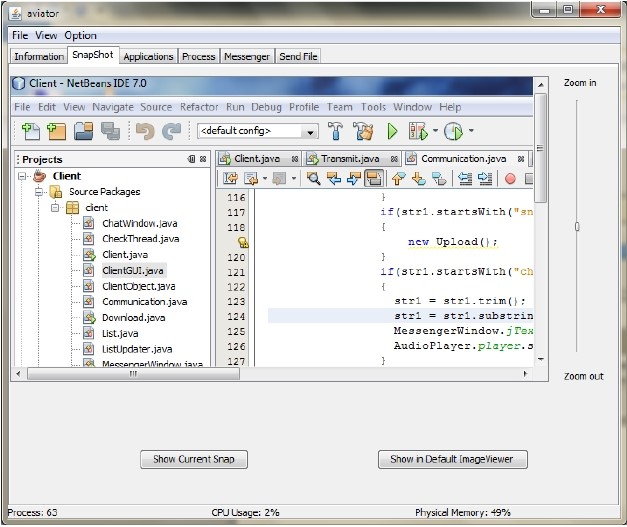 aviator
File View Option
Information SnapShot Applications Process Messenger Send File
Client - NetBeans IDE 7.0
Zoom in
File Edit View Navigate Source Refactor Run Debug Profile Team Tools Window Help
<default config>
Projects
Client.java Transmit.java Communication.java
Client
Source Packages
client
ChatWindow.java
CheckThread.java
Client.java
ClientGUI.java
ClientObject.java
Communication.java
Download.java
List.java
ListUpdater.java
MessengerWindow.java
116 }
117 if(str1.startsWith("sn
118 {
new Upload();
120 }
121 if(str1.startsWith("ch
122 {
123 str1 = str1.trim();
124 str1 = str1.substrin
125 MessengerWindow.jTex
126 AudioPlayer.player.s
127 }
Zoom out
Show Current Snap Show in Default ImageViewer
Process: 63 CPU Usage: 2% Physical Memory: 49%